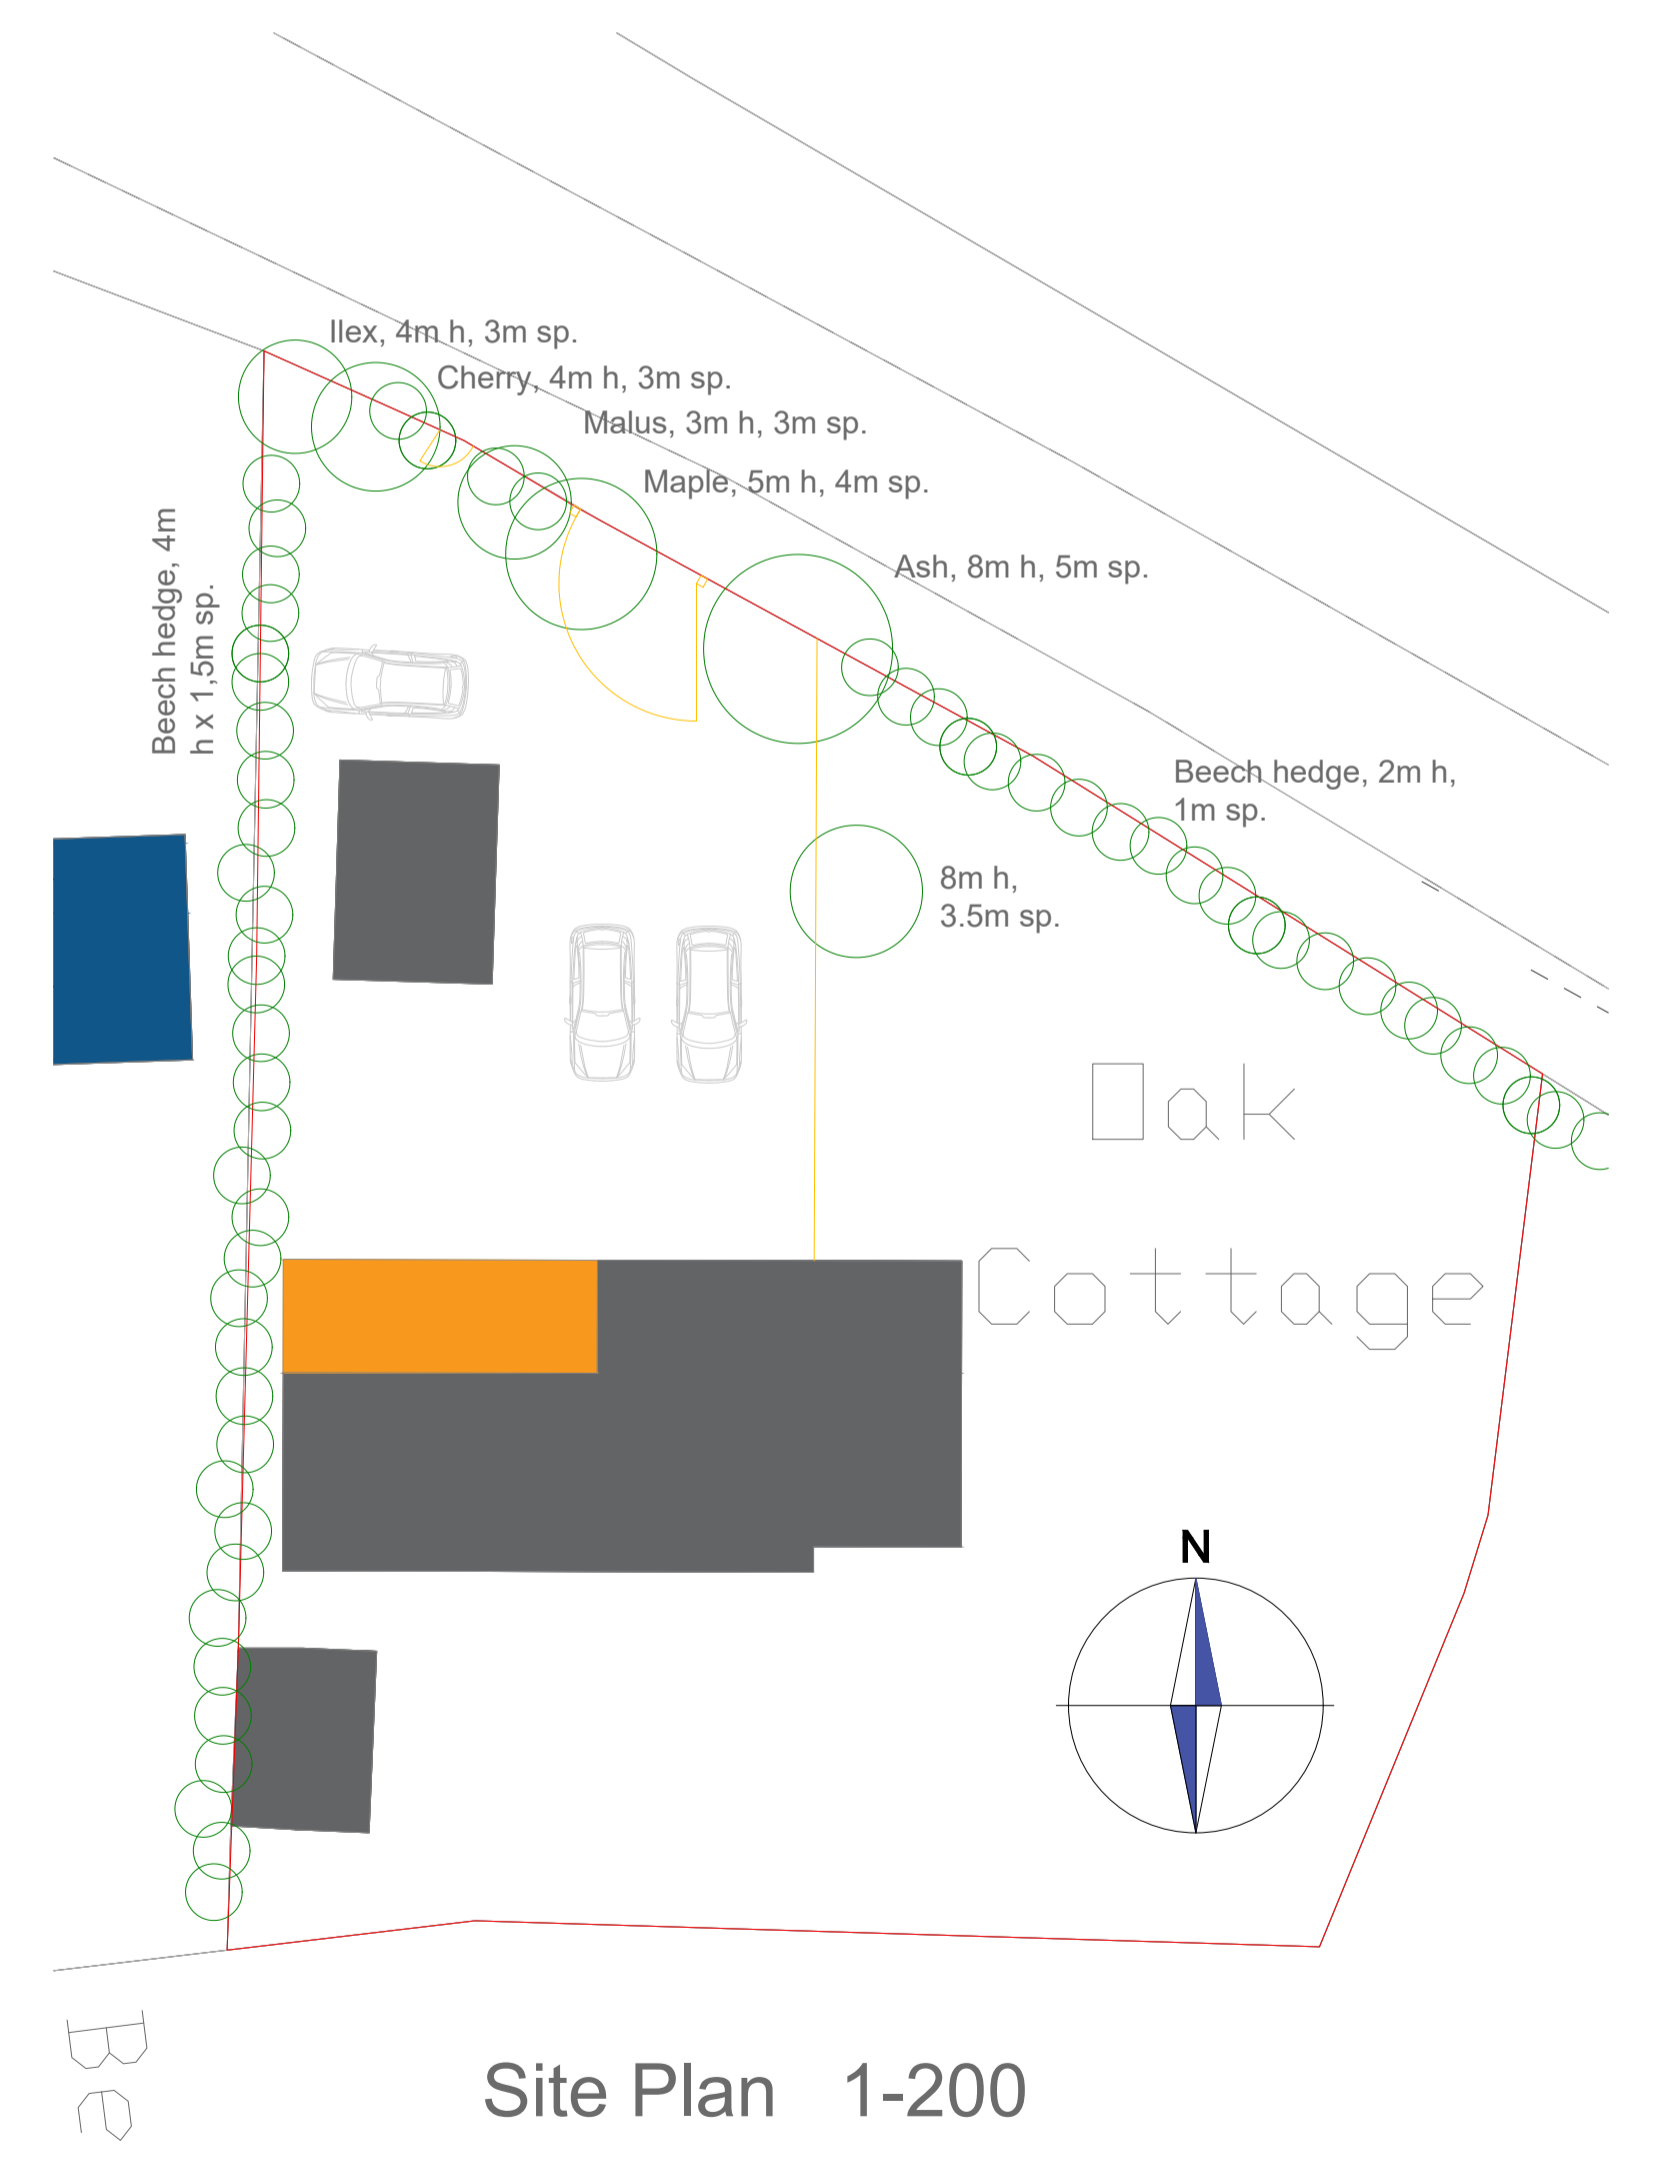 Ilex, 4m h, 3m sp.
Cherry, 4m h, 3m sp.
Malus, 3m h, 3m sp.
Maple, 5m h, 4m sp.
Ash, 8m h, 5m sp.
Beech hedge, 4m
h x 1,5m sp.
Beech hedge, 2m h,
1m sp.
8m h,
3.5m sp.
Oak
Cottage
N
Be
Site Plan 1-200